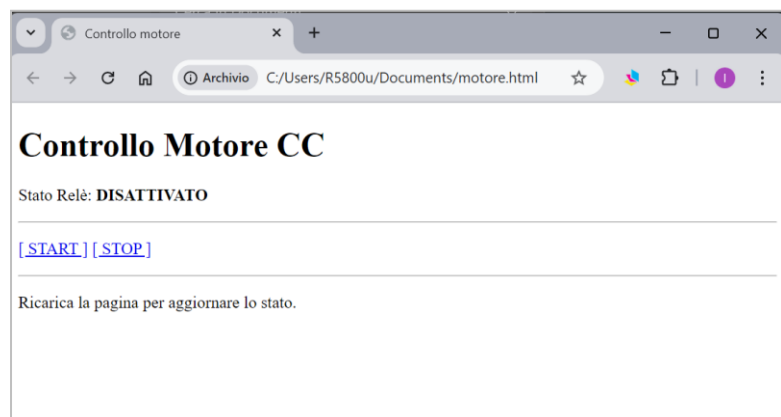 Controllo motore
Archivio C:/Users/R5800u/Documents/motore.html
I
Controllo Motore CC
Stato Relè: DISATTIVATO
[ START ] [ STOP ]
Ricarica la pagina per aggiornare lo stato.